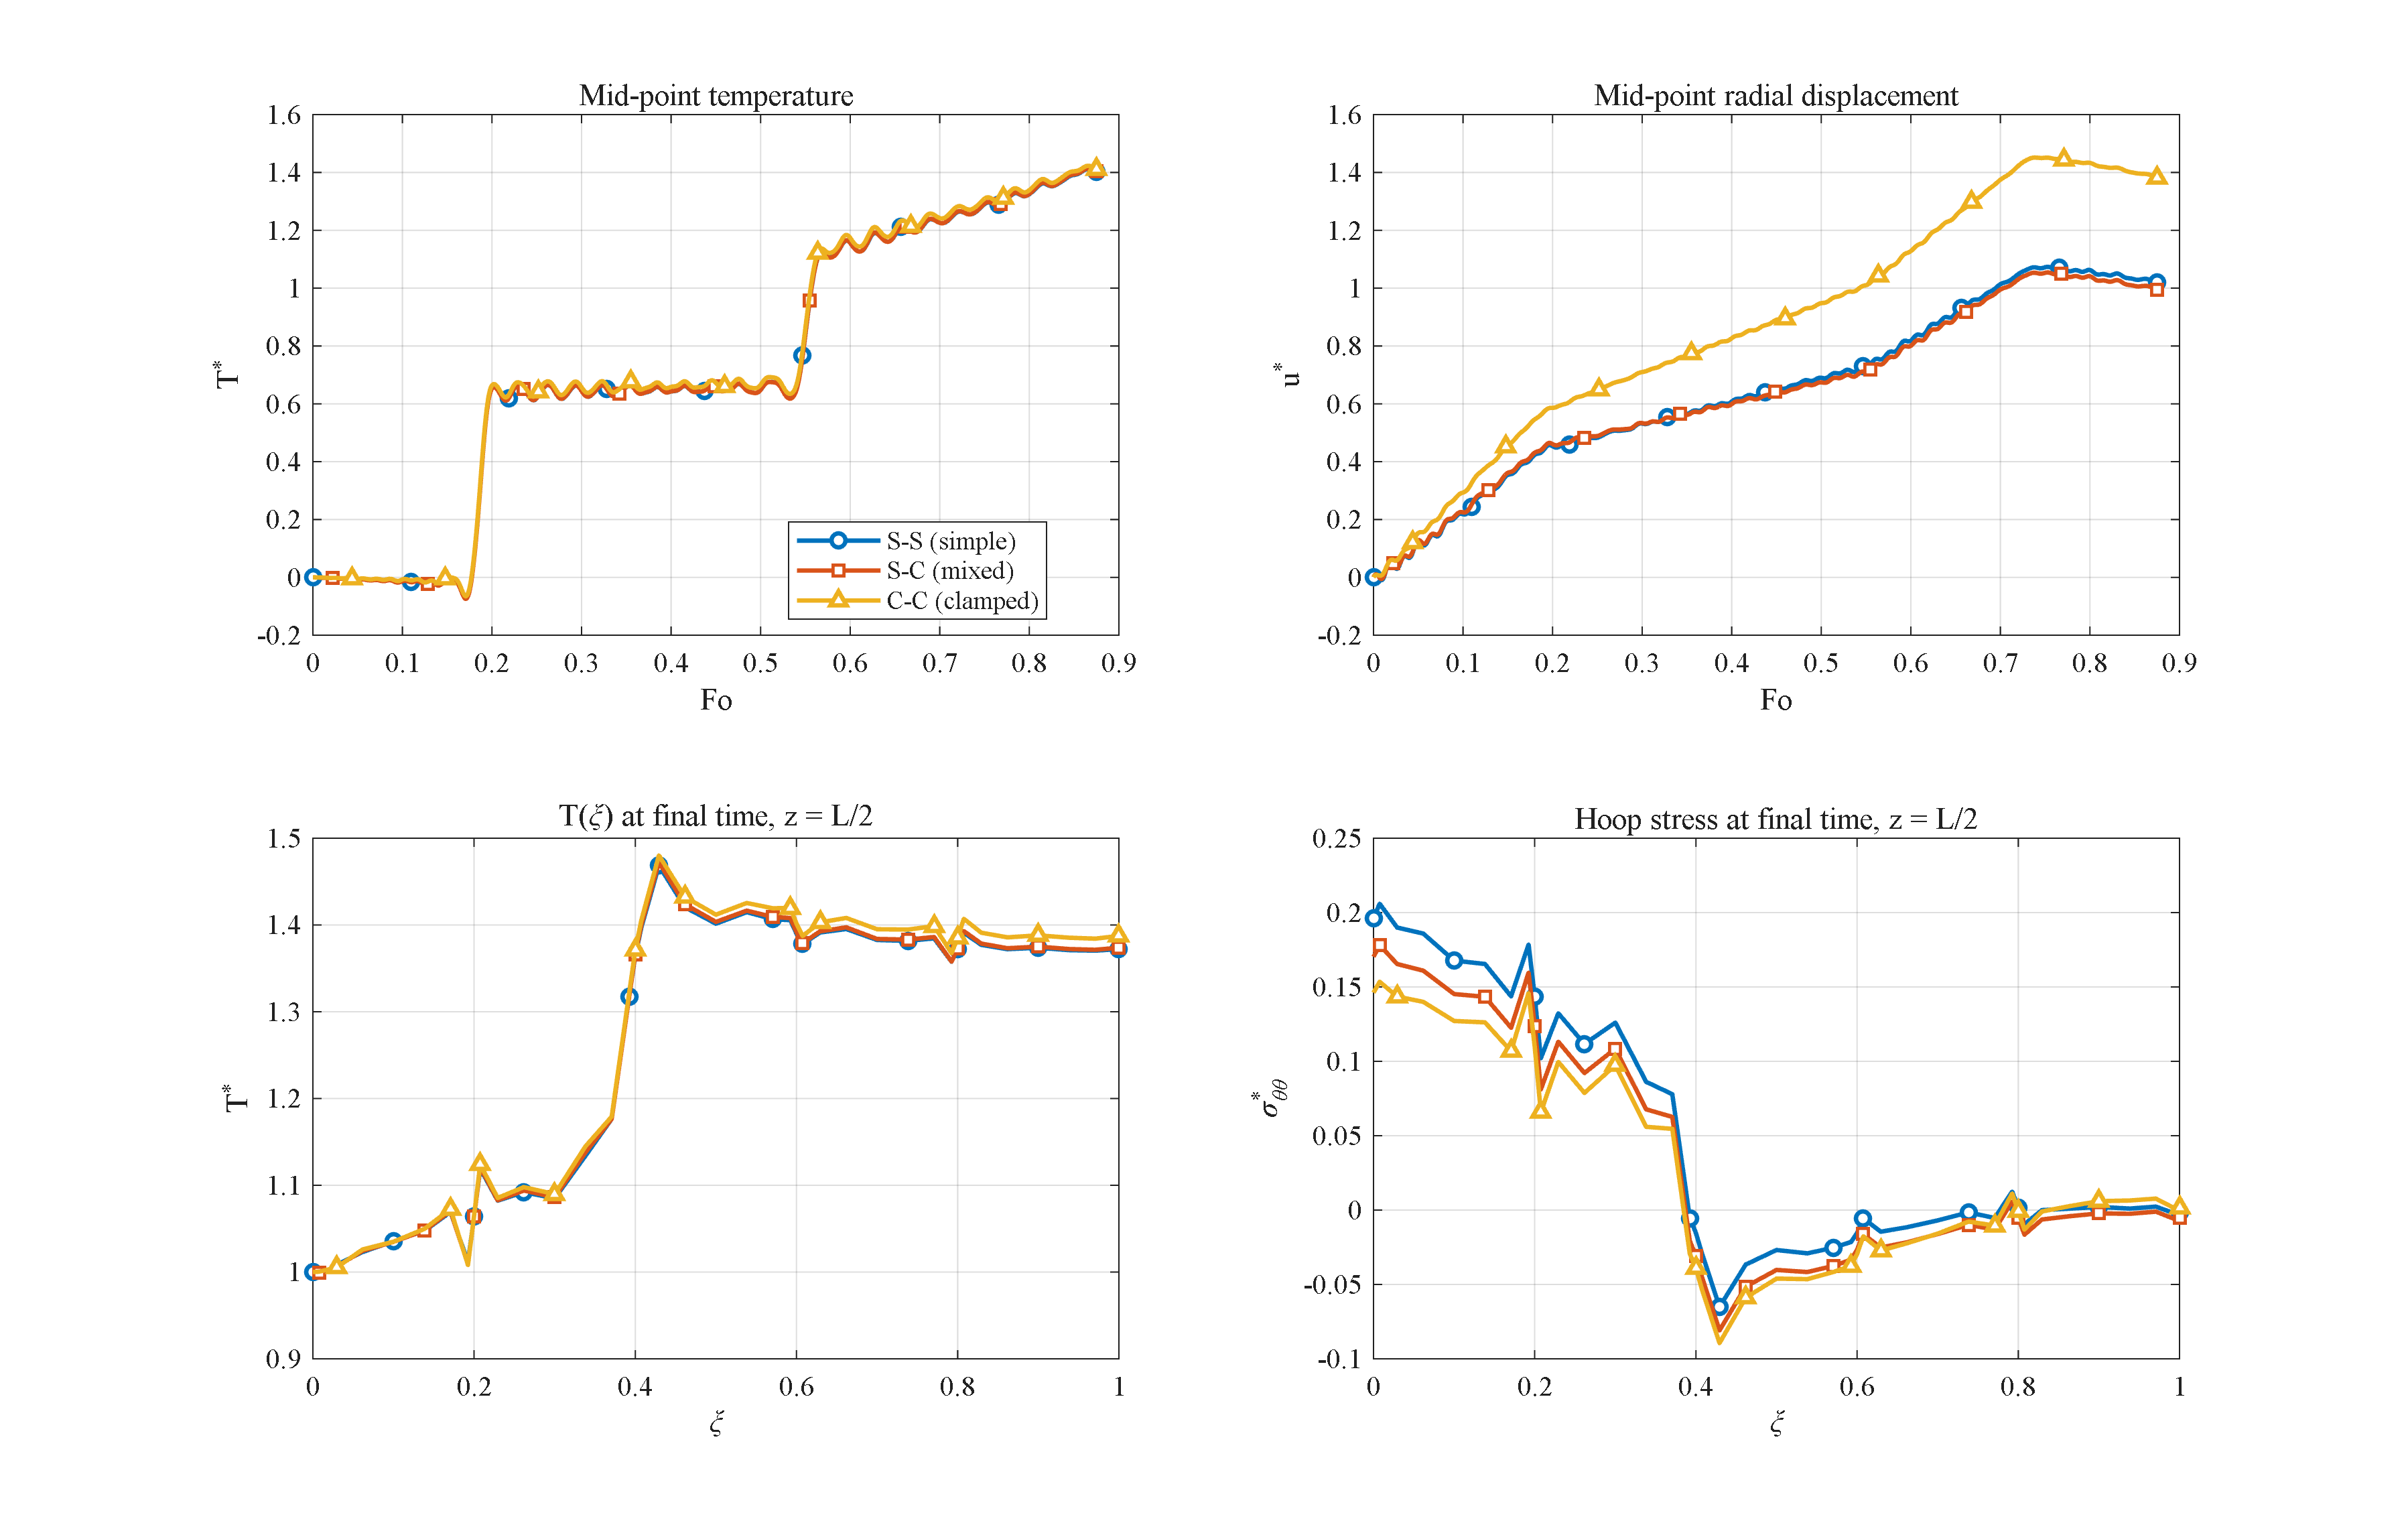 Mid-point temperature
1.6
1.4
1.2
1
0.8
0.6
0.4
0.2
0
-0.2
T*
0 0.1 0.2 0.3 0.4 0.5 0.6 0.7 0.8 0.9
Fo
S-S (simple)
S-C (mixed)
C-C (clamped)
Mid-point radial displacement
1.6
1.4
1.2
1
0.8
0.6
0.4
0.2
0
-0.2
u*
0 0.1 0.2 0.3 0.4 0.5 0.6 0.7 0.8 0.9
Fo
T(ξ) at final time, z = L/2
1.5
1.4
1.3
1.2
1.1
1
0.9
T*
0 0.2 0.4 0.6 0.8 1
ξ
Hoop stress at final time, z = L/2
0.25
0.2
0.15
0.1
0.05
0
-0.05
-0.1
σ*θθ
0 0.2 0.4 0.6 0.8 1
ξ